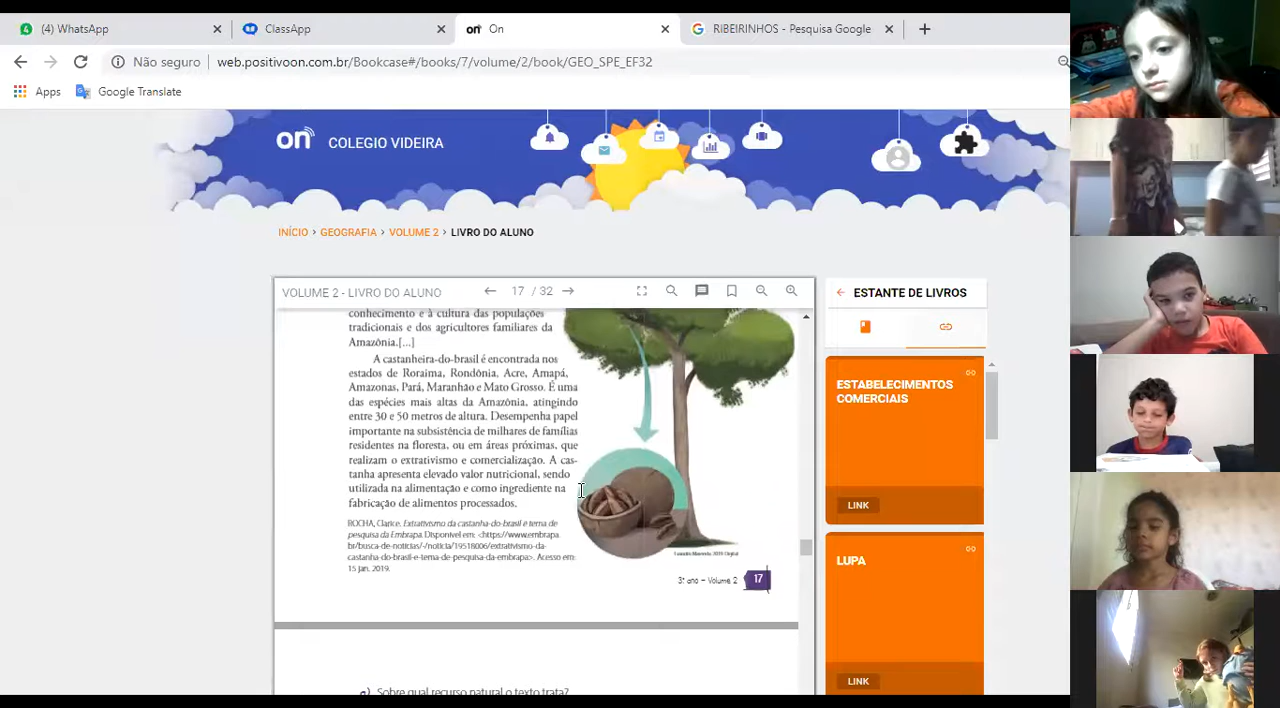 (4) WhatsApp
ClassApp
on On
RIBEIRINHOS - Pesquisa Google
Não seguro
web.positivoon.com.br/Bookcase#/books/7/volume/2/book/GEO_SPE_EF32
Apps
Google Translate
on COLEGIO VIDEIRA
INÍCIO > GEOGRAFIA > VOLUME 2 > LIVRO DO ALUNO
VOLUME 2 - LIVRO DO ALUNO
17 / 32
ESTANTE DE LIVROS
conhecimento e à cultura das populações
tradicionais e dos agricultores familiares da
Amazônia.[...]
A castanheira-do-brasil é encontrada nos
estados de Roraima, Rondônia, Acre, Amapá,
Amazonas, Pará, Maranhão e Mato Grosso. É uma
das espécies mais altas da Amazônia, atingindo
entre 30 e 50 metros de altura. Desempenha papel
importante na subsistência de milhares de famílias
residentes na floresta, ou em áreas próximas, que
realizam o extrativismo e comercialização. A cas-
tanha apresenta elevado valor nutricional, sendo
utilizada na alimentação e como ingrediente na
fabricação de alimentos processados.
ROCHA, Clarice. Extrativismo da castanha-do-brasil é tema de
pesquisa da Embrapa. Disponível em: <https://www.embrapa.
br/busca-de-noticias/-/noticia/19518006/extrativismo-da-
castanha-do-brasil-e-tema-de-pesquisa-da-embrapa>. Acesso em:
15 jan. 2019.
3º ano – Volume 2
17
a) Sobre qual recurso natural o texto trata?
ESTABELECIMENTOS
COMERCIAIS
LINK
LUPA
LINK